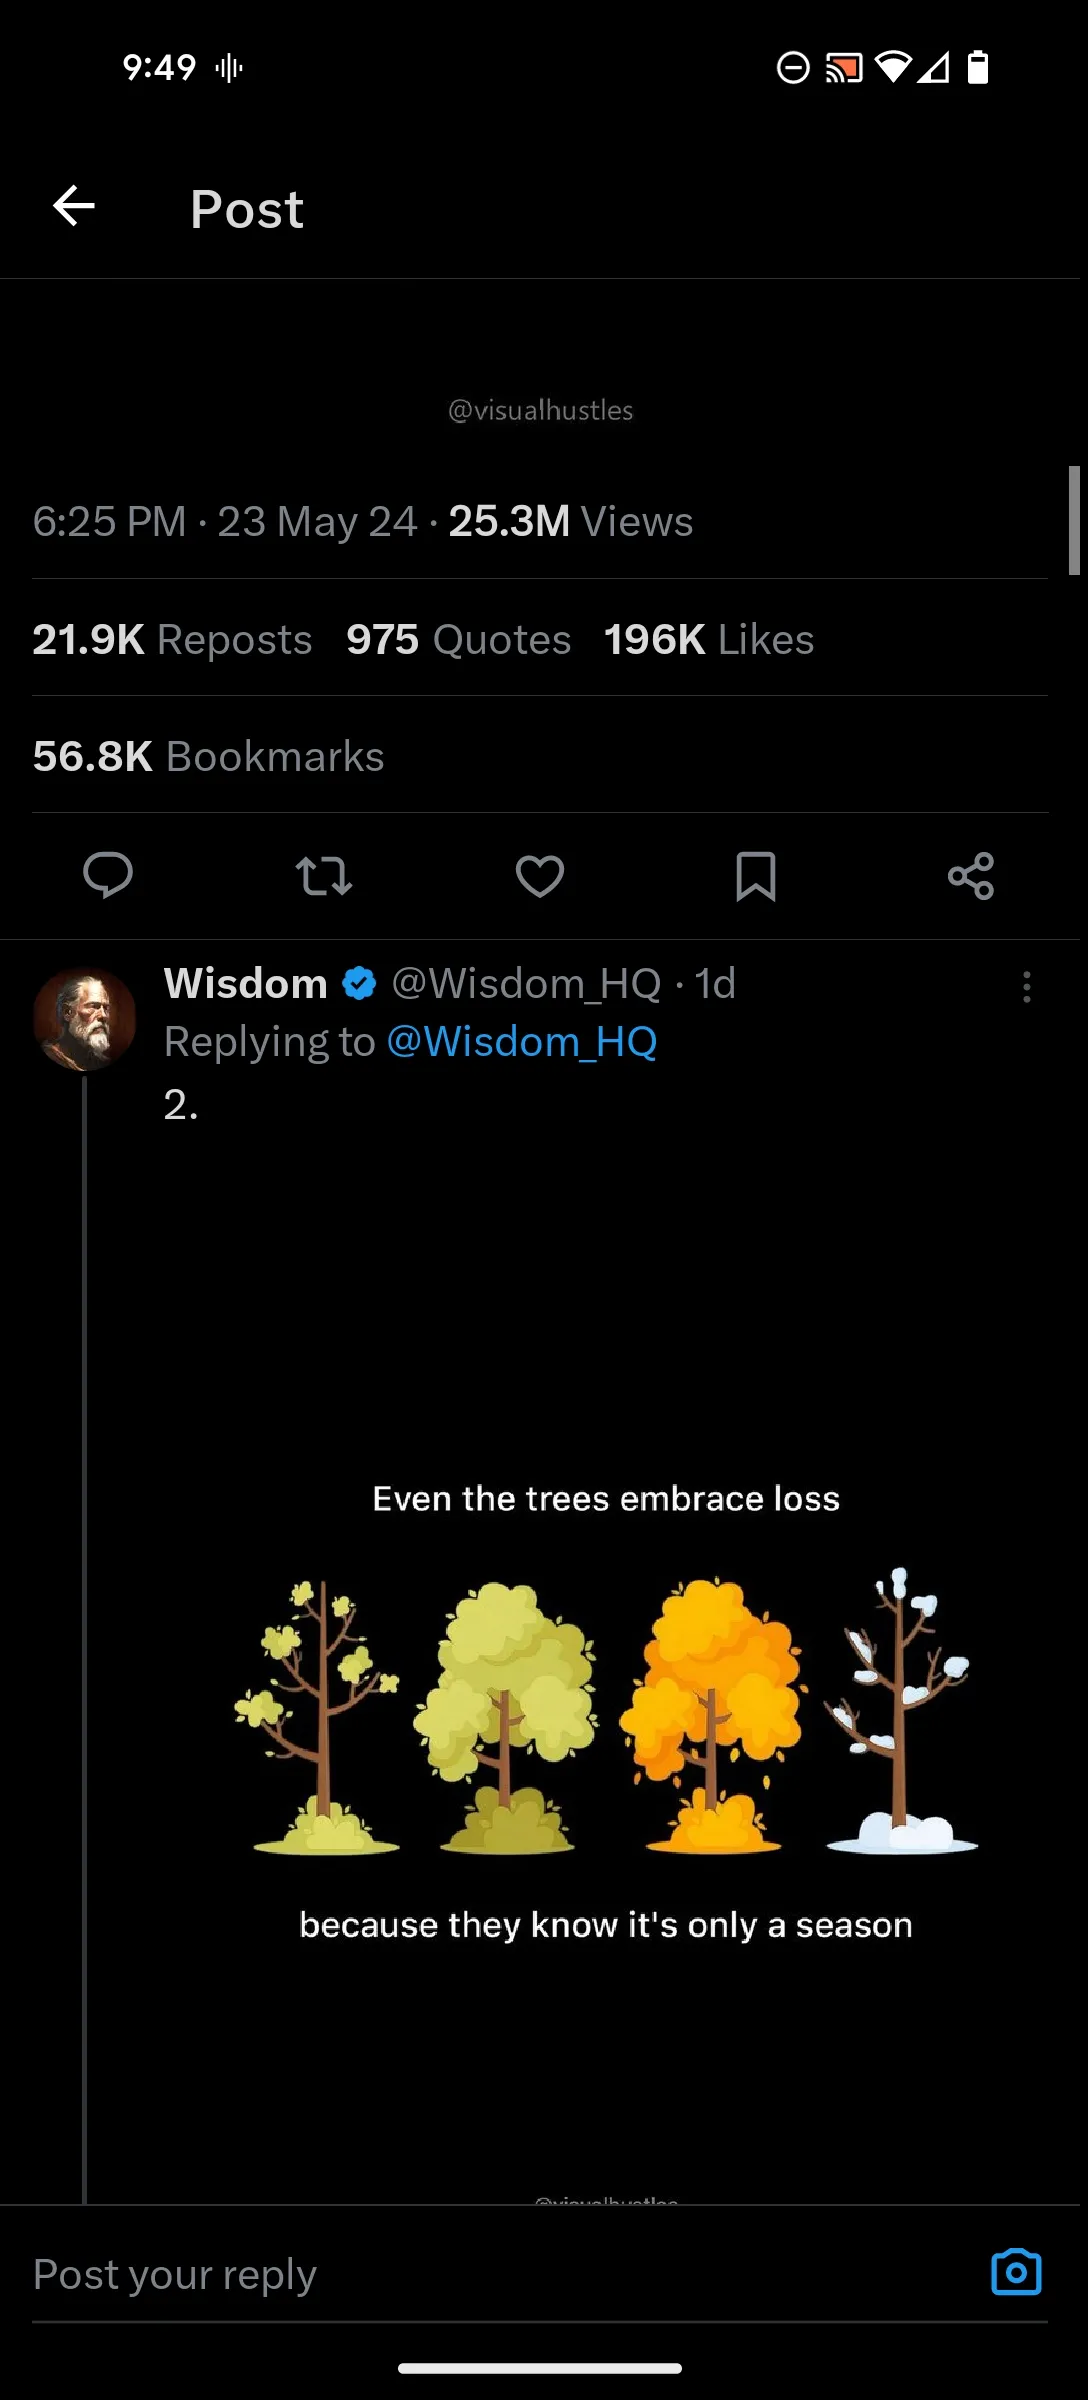 9:49
Post
@visualhustles
6:25 PM · 23 May 24 · 25.3M Views
21.9K Reposts 975 Quotes 196K Likes
56.8K Bookmarks
Wisdom @Wisdom_HQ · 1d
Replying to @Wisdom_HQ
2.
Even the trees embrace loss
because they know it's only a season
@visualhustles
Post your reply